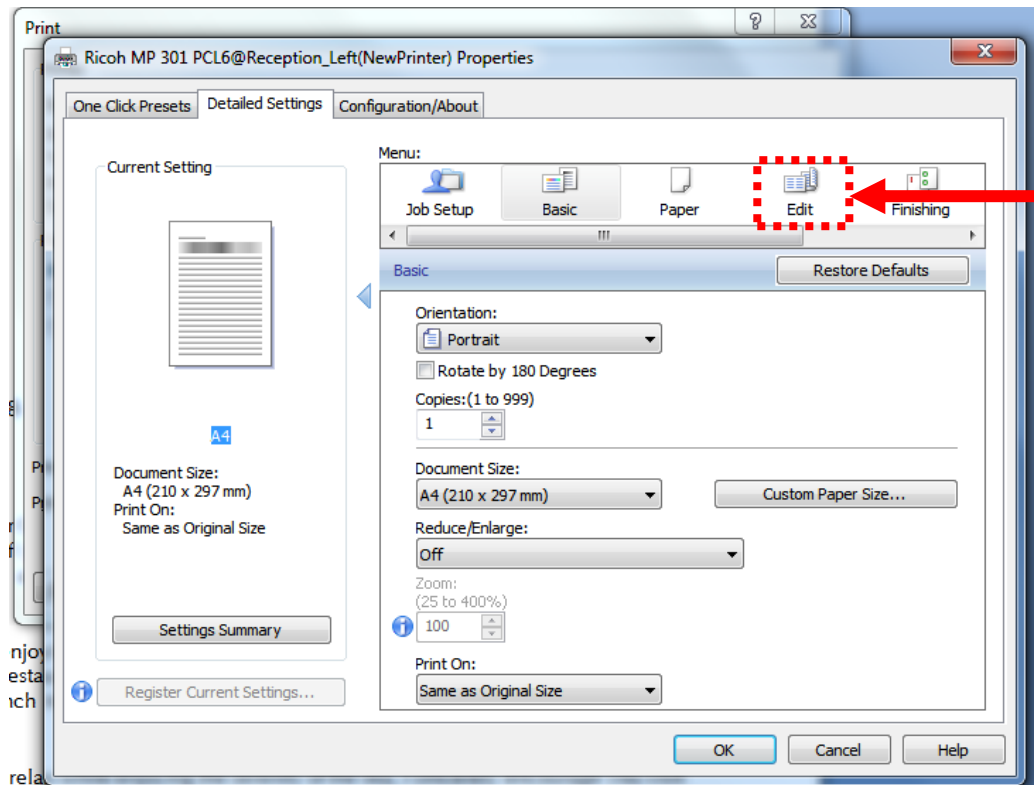 Print
Ricoh MP 301 PCL6@Reception_Left(NewPrinter) Properties
One Click Presets
Detailed Settings
Configuration/About
Current Setting
A4
Document Size:
A4 (210 x 297 mm)
Print On:
Same as Original Size
Settings Summary
Register Current Settings...
Menu:
Job Setup
Basic
Paper
Edit
Finishing
Basic
Restore Defaults
Orientation:
Portrait
Rotate by 180 Degrees
Copies:(1 to 999)
1
Document Size:
A4 (210 x 297 mm)
Custom Paper Size...
Reduce/Enlarge:
Off
Zoom:
(25 to 400%)
100
Print On:
Same as Original Size
OK
Cancel
Help
njoy
esta
nch
rela